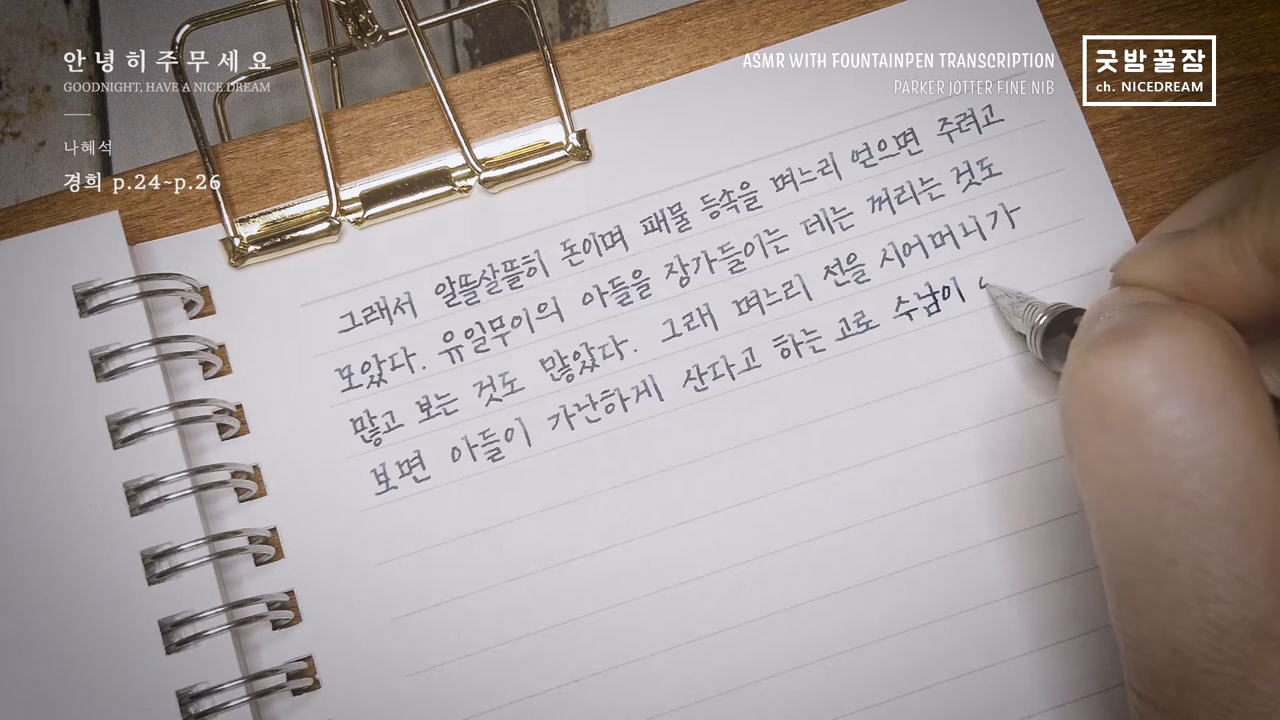 안녕히주무세요
GOODNIGHT, HAVE A NICE DREAM
나혜석
경희 p.24~p.26
ASMR WITH FOUNTAINPEN TRANSCRIPTION
PARKER JOTTER FINE NIB
굿밤꿀잠
ch. NICEDREAM
그래서 알뜰살뜰히 돈이며 패물 등속을 며느리 얻으면 주려고
모았다. 유일무이의 아들을 장가들이는 데는 꺼리는 것도
많고 보는 것도 많았다. 그래 며느리 선을 시어머니가
보면 아들이 가난하게 산다고 하는 고로 수남이